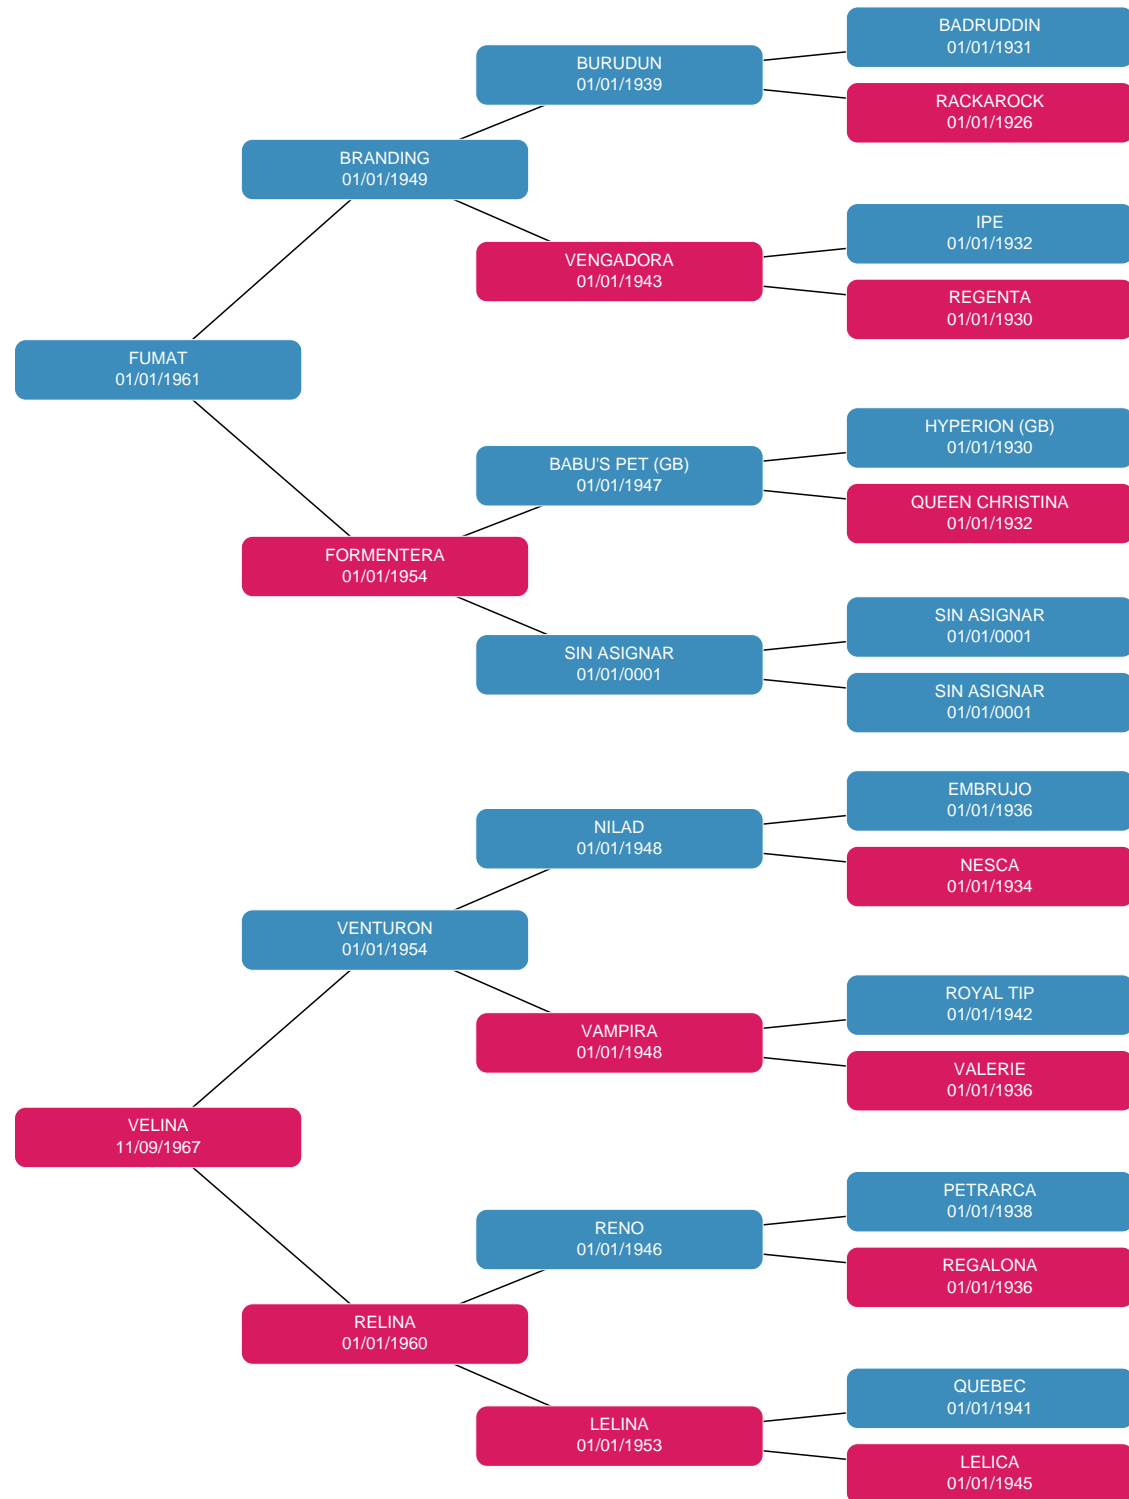 BADRUDDIN
01/01/1931
BURUDUN
01/01/1939
RACKAROCK
01/01/1926
BRANDING
01/01/1949
IPE
01/01/1932
VENGADORA
01/01/1943
REGENTA
01/01/1930
FUMAT
01/01/1961
HYPERION (GB)
01/01/1930
BABU'S PET (GB)
01/01/1947
QUEEN CHRISTINA
01/01/1932
FORMENTERA
01/01/1954
SIN ASIGNAR
01/01/0001
SIN ASIGNAR
01/01/0001
SIN ASIGNAR
01/01/0001
EMBRUJO
01/01/1936
NILAD
01/01/1948
NESCA
01/01/1934
VENTURON
01/01/1954
ROYAL TIP
01/01/1942
VAMPIRA
01/01/1948
VALERIE
01/01/1936
VELINA
11/09/1967
PETRARCA
01/01/1938
RENO
01/01/1946
REGALONA
01/01/1936
RELINA
01/01/1960
QUEBEC
01/01/1941
LELINA
01/01/1953
LELICA
01/01/1945